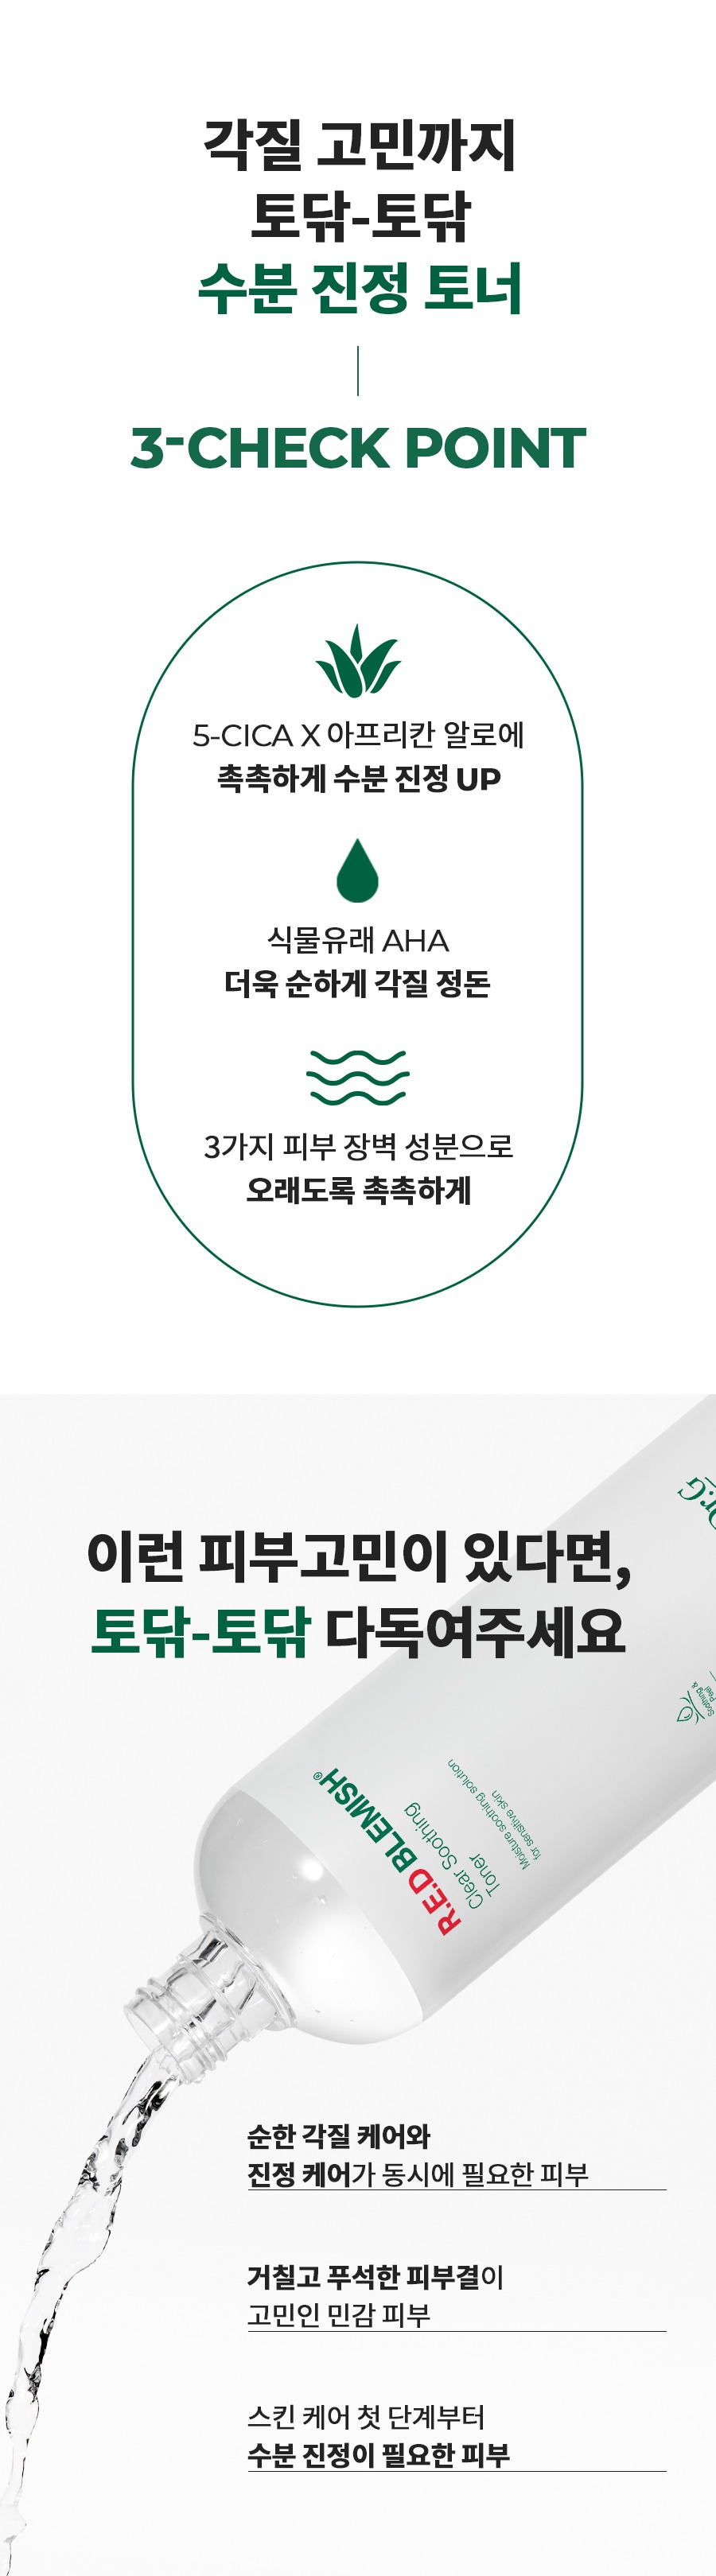 각질 고민까지
토닦-토닦
수분 진정 토너
3-CHECK POINT
5-CICA X 아프리칸 알로에
촉촉하게 수분 진정 UP
식물유래 AHA
더욱 순하게 각질 정돈
3가지 피부 장벽 성분으로
오래도록 촉촉하게
이런 피부고민이 있다면,
토닦-토닦 다독여주세요
Dr.G
Soothing &
Peel
R.E.D BLEMISH®
Clear Soothing
Toner
Moisture soothing solution
for sensitive skin
순한 각질 케어와
진정 케어가 동시에 필요한 피부
거칠고 푸석한 피부결이
고민인 민감 피부
스킨 케어 첫 단계부터
수분 진정이 필요한 피부